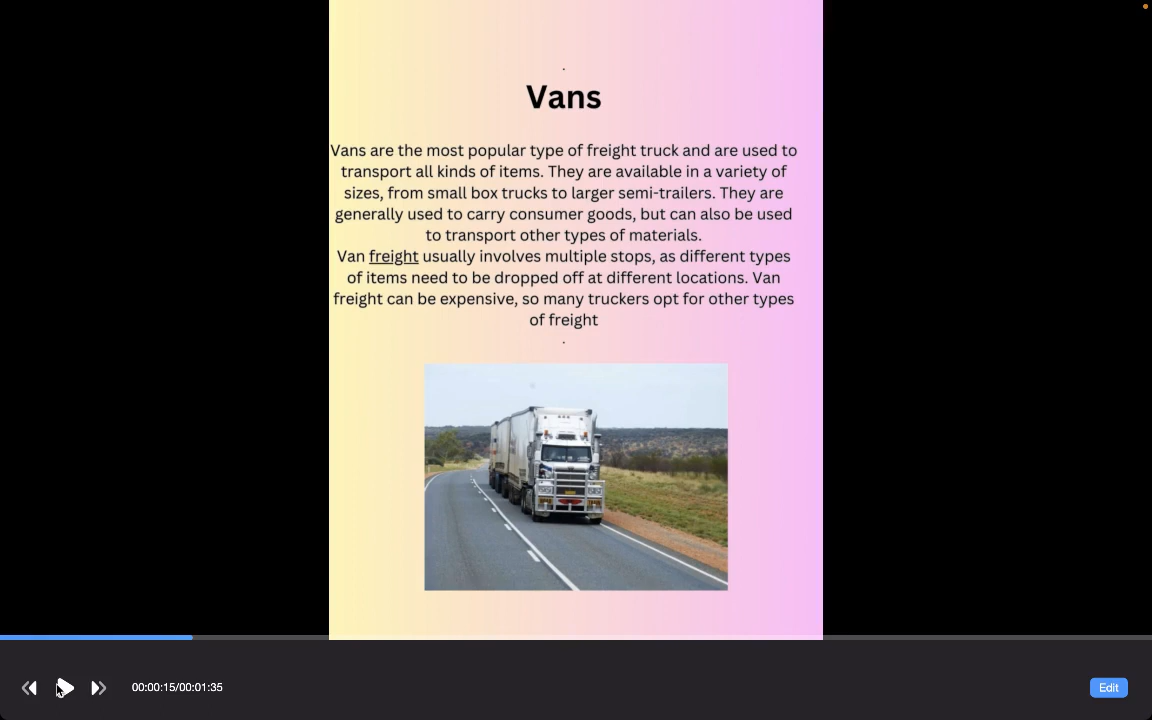 .
Vans
Vans are the most popular type of freight truck and are used to
transport all kinds of items. They are available in a variety of
sizes, from small box trucks to larger semi-trailers. They are
generally used to carry consumer goods, but can also be used
to transport other types of materials.
Van freight usually involves multiple stops, as different types
of items need to be dropped off at different locations. Van
freight can be expensive, so many truckers opt for other types
of freight
.
00:00:15/00:01:35
Edit